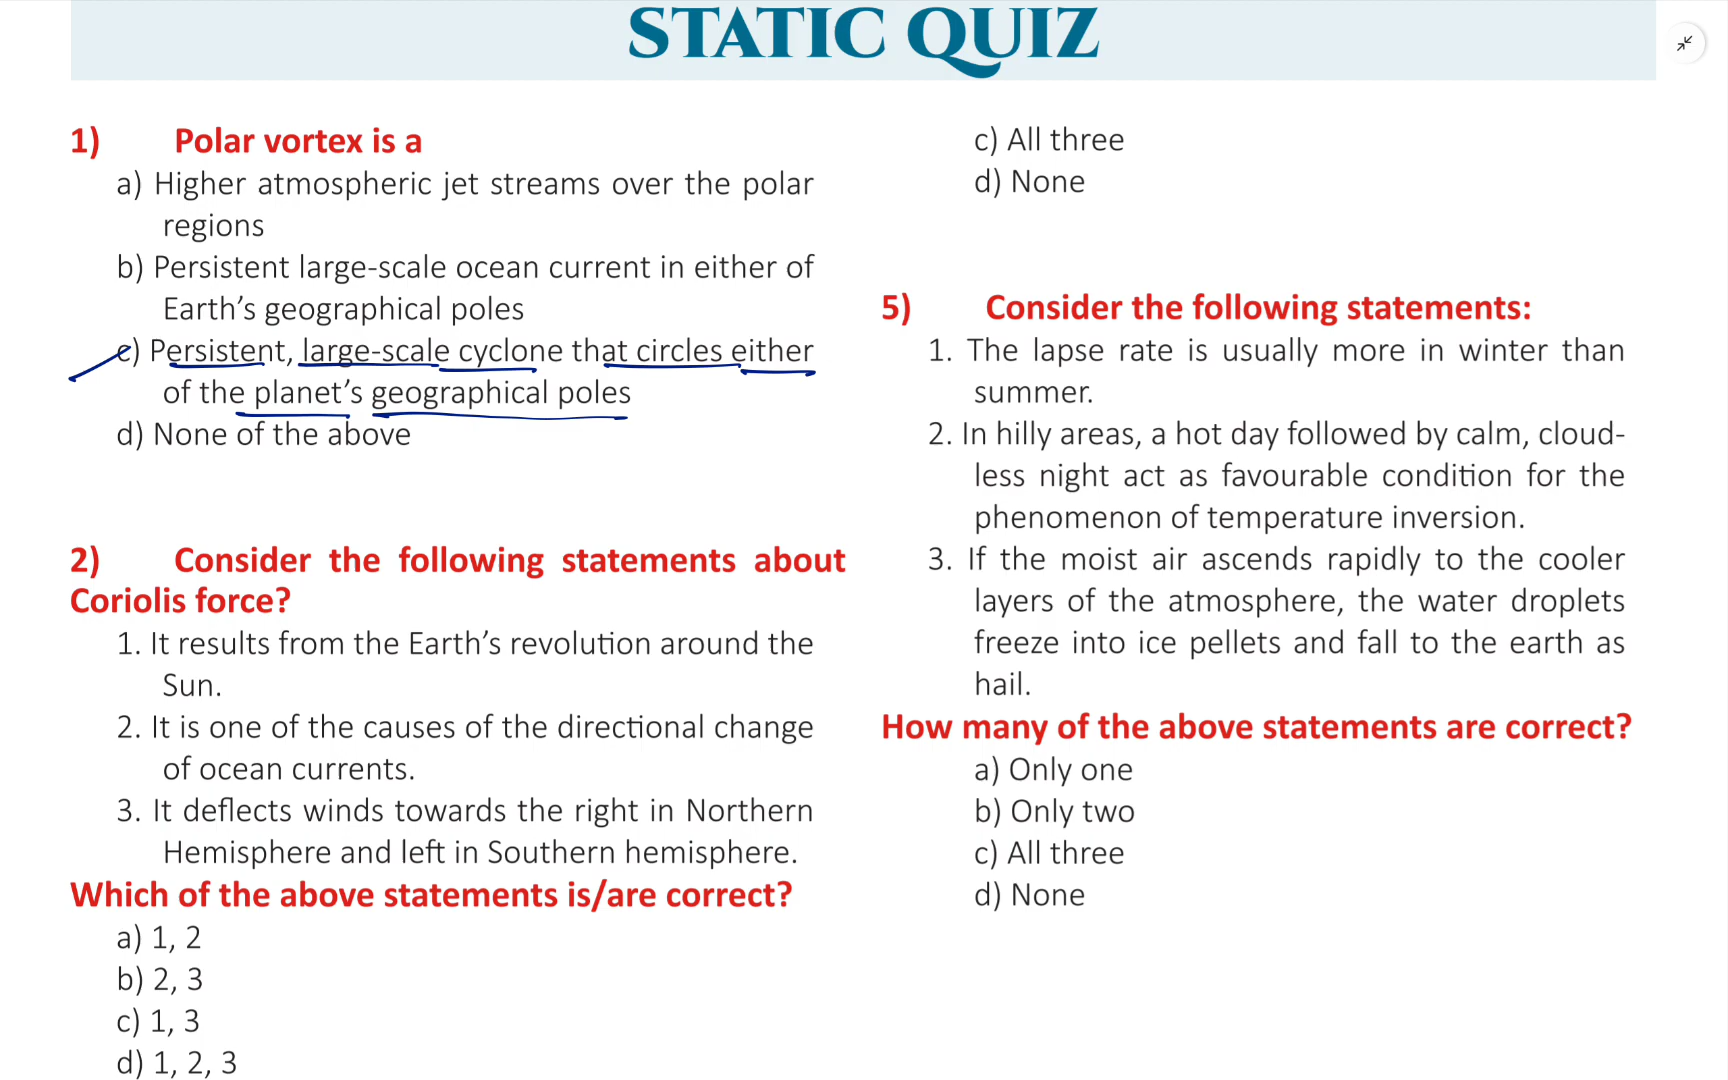 STATIC QUIZ
1) Polar vortex is a
a) Higher atmospheric jet streams over the polar
regions
b) Persistent large-scale ocean current in either of
Earth's geographical poles
c) Persistent, large-scale cyclone that circles either
of the planet's geographical poles
d) None of the above
2) Consider the following statements about
Coriolis force?
1. It results from the Earth's revolution around the
Sun.
2. It is one of the causes of the directional change
of ocean currents.
3. It deflects winds towards the right in Northern
Hemisphere and left in Southern hemisphere.
Which of the above statements is/are correct?
a) 1, 2
b) 2, 3
c) 1, 3
d) 1, 2, 3
c) All three
d) None
5) Consider the following statements:
1. The lapse rate is usually more in winter than
summer.
2. In hilly areas, a hot day followed by calm, cloud-
less night act as favourable condition for the
phenomenon of temperature inversion.
3. If the moist air ascends rapidly to the cooler
layers of the atmosphere, the water droplets
freeze into ice pellets and fall to the earth as
hail.
How many of the above statements are correct?
a) Only one
b) Only two
c) All three
d) None